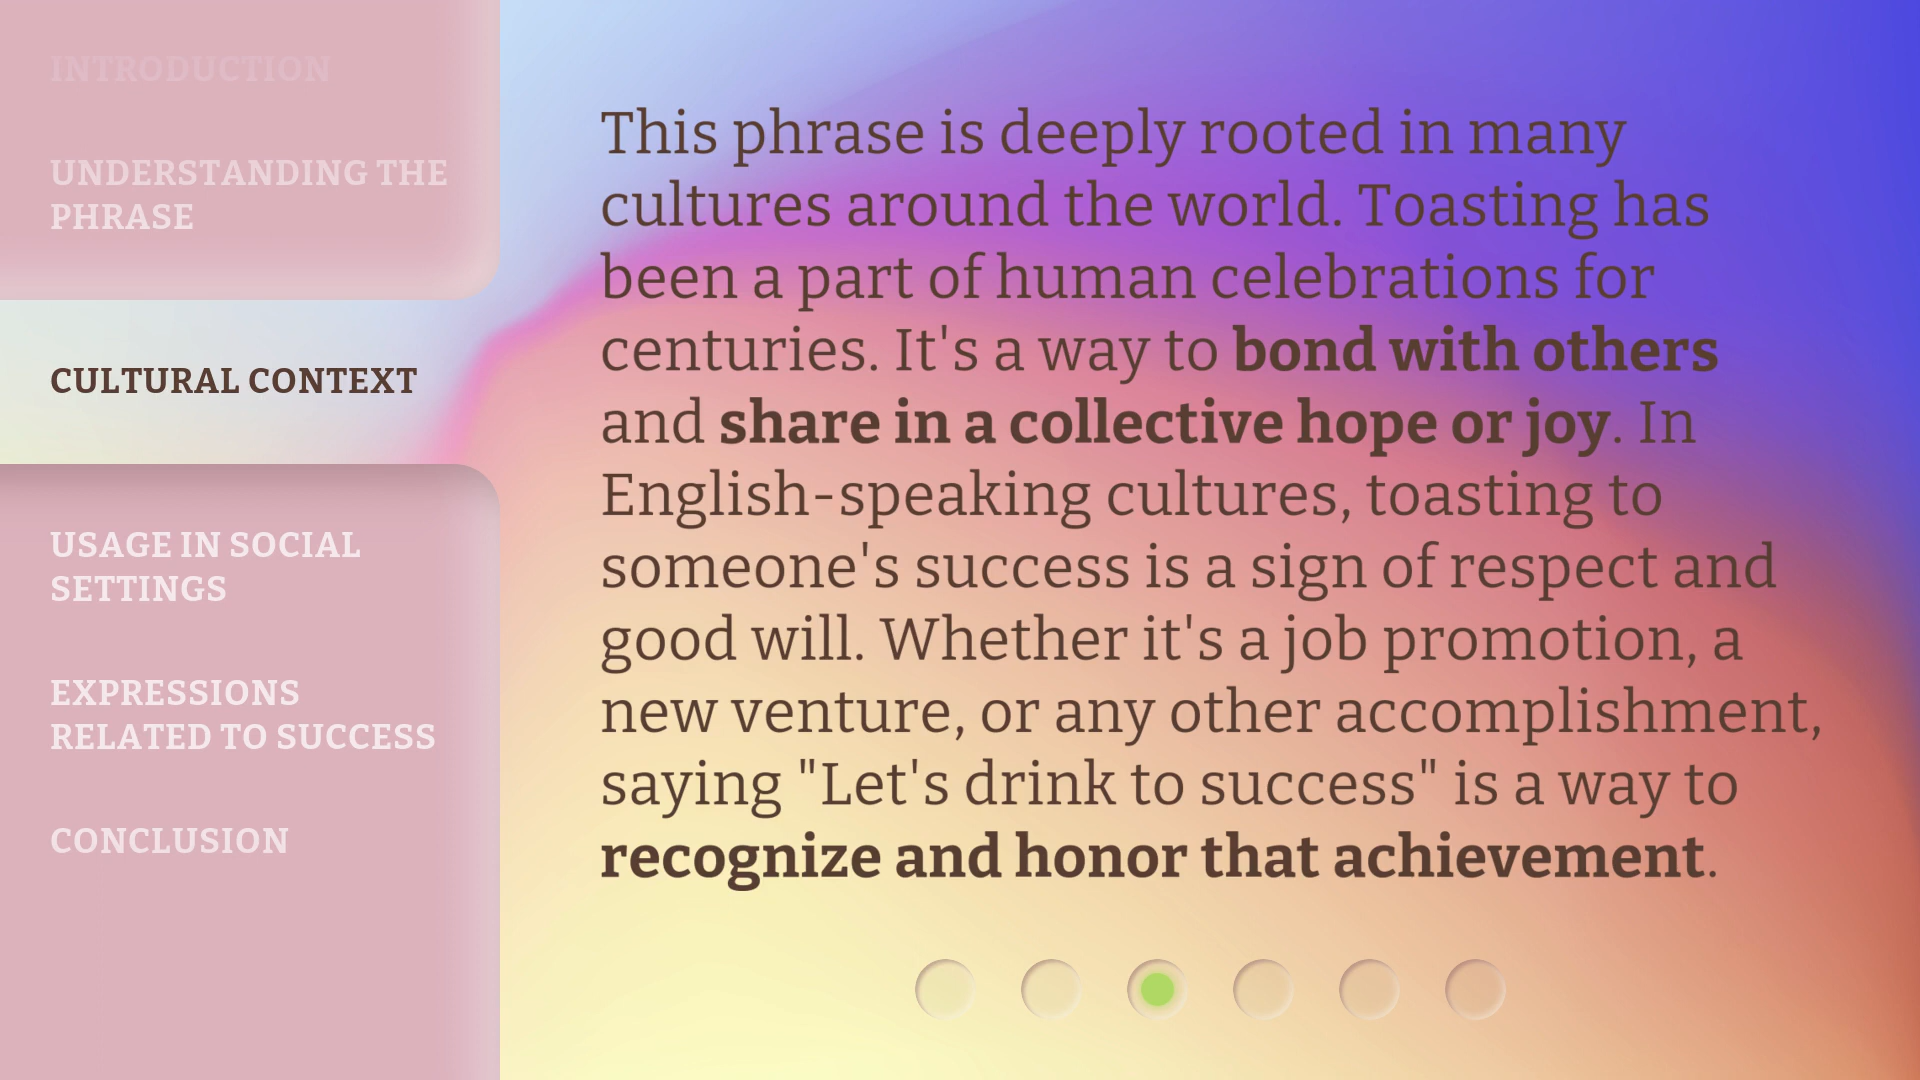 INTRODUCTION
UNDERSTANDING THE
PHRASE
CULTURAL CONTEXT
USAGE IN SOCIAL
SETTINGS
EXPRESSIONS
RELATED TO SUCCESS
CONCLUSION
This phrase is deeply rooted in many
cultures around the world. Toasting has
been a part of human celebrations for
centuries. It's a way to bond with others
and share in a collective hope or joy. In
English-speaking cultures, toasting to
someone's success is a sign of respect and
good will. Whether it's a job promotion, a
new venture, or any other accomplishment,
saying "Let's drink to success" is a way to
recognize and honor that achievement.